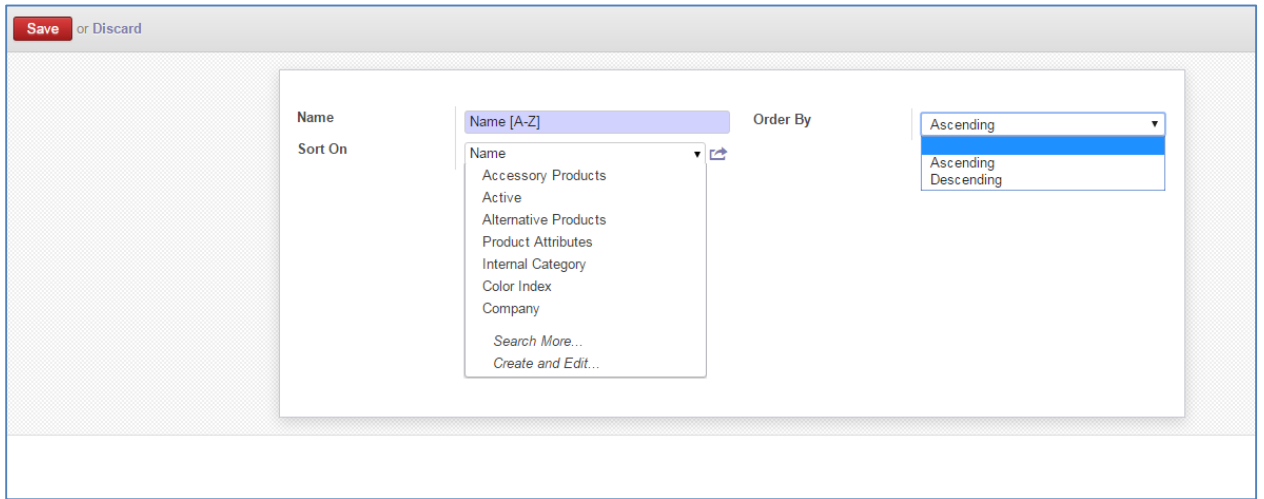 Save or Discard
Name Name [A-Z] Order By Ascending
Sort On Name
Ascending
Descending
Accessory Products
Active
Alternative Products
Product Attributes
Internal Category
Color Index
Company
Search More...
Create and Edit...